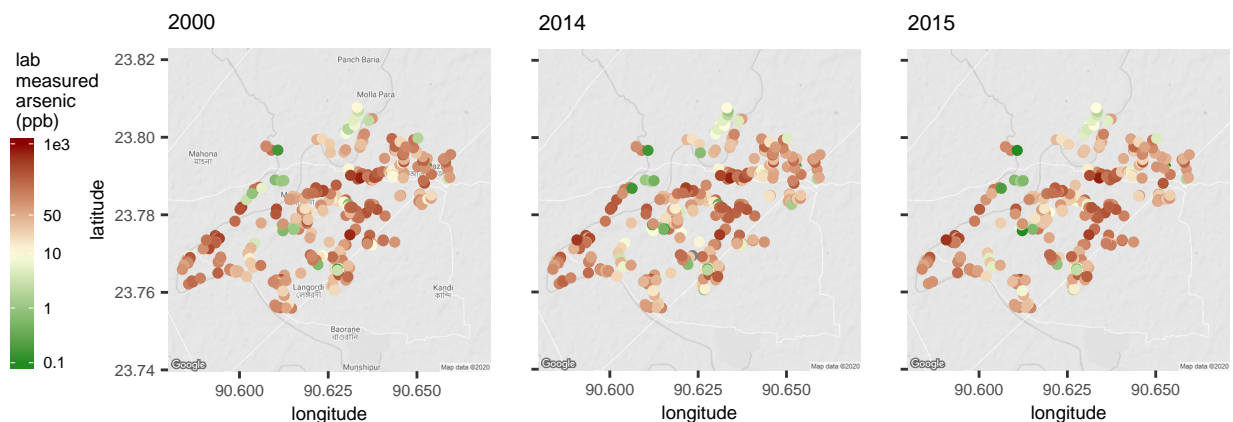 2000
2014
2015
lab
measured
arsenic
(ppb)
1e3
50
10
1
0.1
latitude
23.82
23.80
23.78
23.76
23.74
Panch Baria
Molla Para
Mahona
মাহনা
Langordi
লেঙ্গরদী
Kandi
কান্দি
Baorane
Munshipur
Google
Map data ©2020
90.600
90.625
90.650
longitude
Google
Map data ©2020
90.600
90.625
90.650
longitude
Google
Map data ©2020
90.600
90.625
90.650
longitude